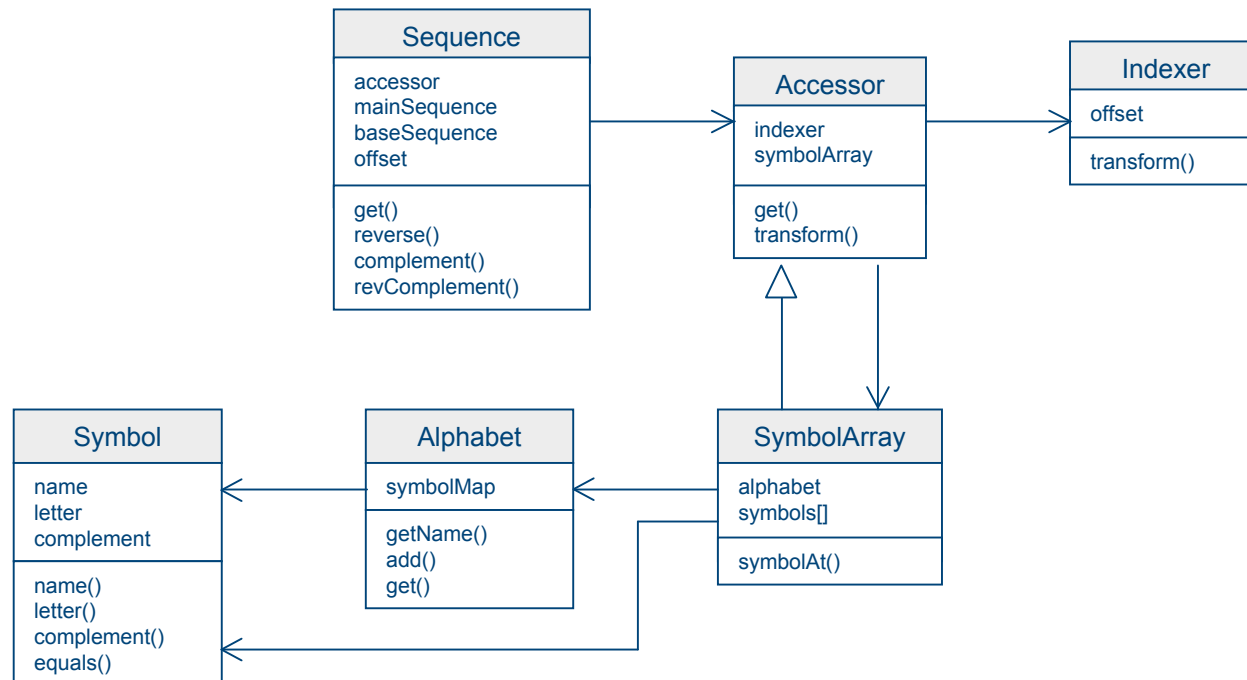 Sequence
accessor
mainSequence
baseSequence
offset
get()
reverse()
complement()
revComplement()
Accessor
indexer
symbolArray
get()
transform()
Indexer
offset
transform()
Symbol
name
letter
complement
name()
letter()
complement()
equals()
Alphabet
symbolMap
getName()
add()
get()
SymbolArray
alphabet
symbols[]
symbolAt()